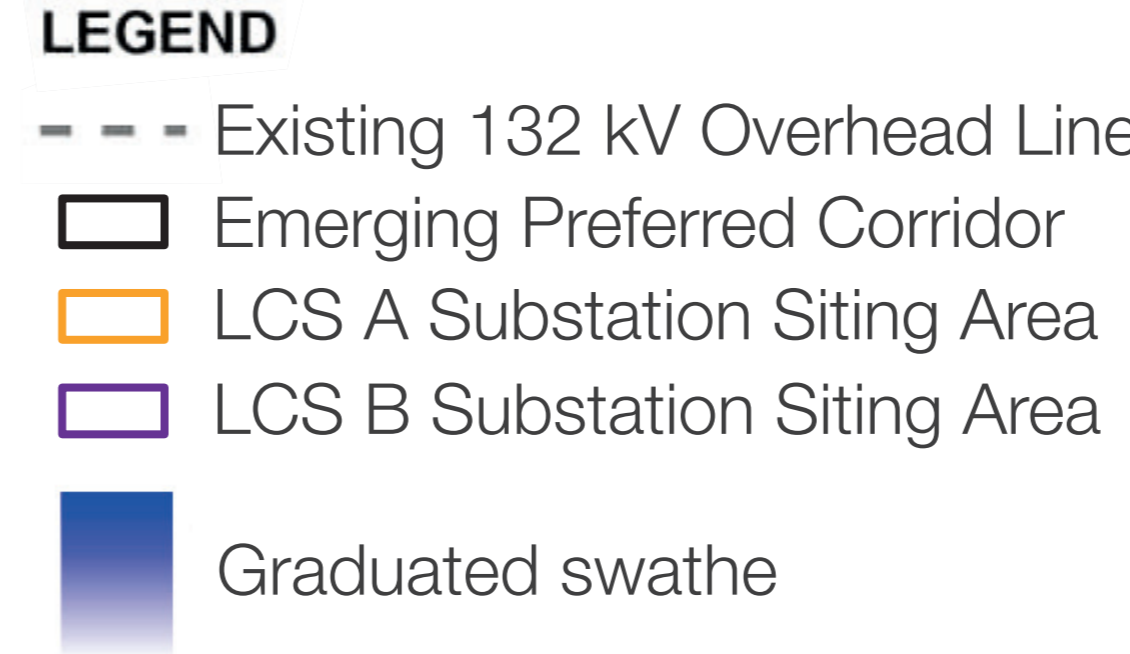 LEGEND
Existing 132 kV Overhead Line
Emerging Preferred Corridor
LCS A Substation Siting Area
LCS B Substation Siting Area
Graduated swathe